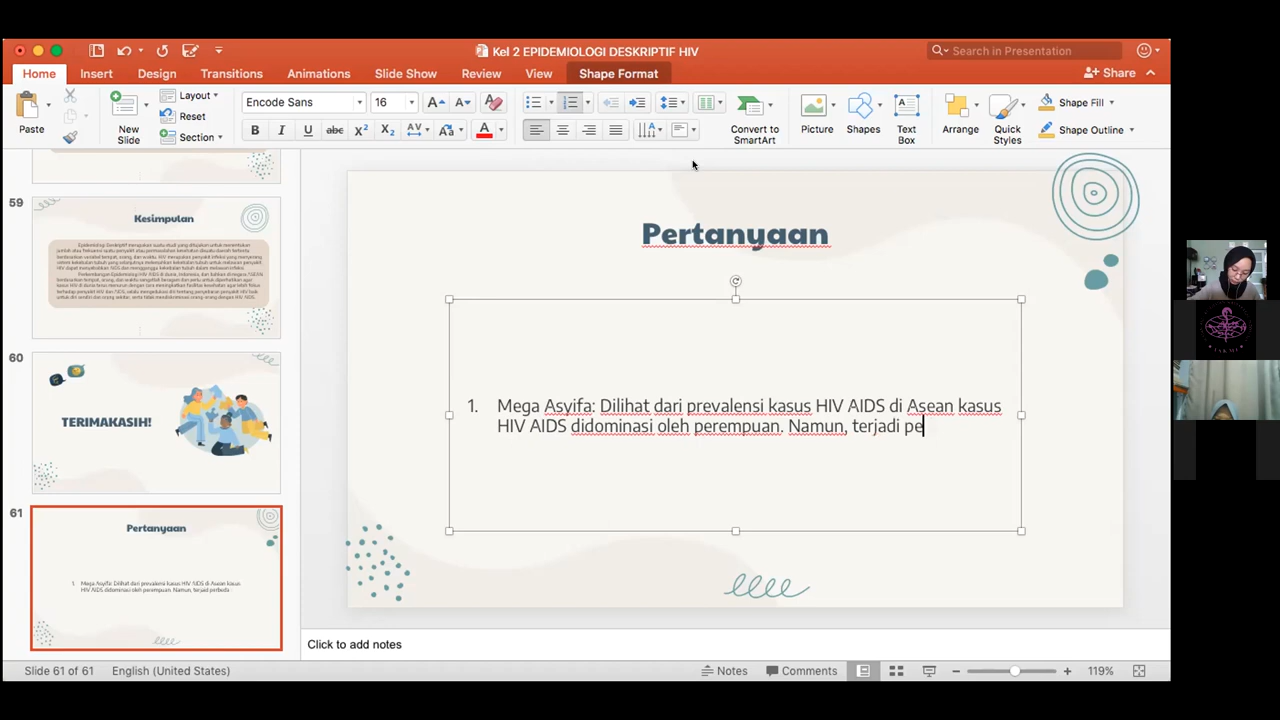 Kel 2 EPIDEMIOLOGI DESKRIPTIF HIV
Search in Presentation
Home
Insert
Design
Transitions
Animations
Slide Show
Review
View
Shape Format
Share
Paste
New Slide
Layout
Reset
Section
Encode Sans
16
Convert to SmartArt
Picture
Shapes
Text Box
Arrange
Quick Styles
Shape Fill
Shape Outline
59
Kesimpulan
60
TERIMAKASIH!
61
Pertanyaan
1. Mega Asyifa: Dilihat dari prevalensi kasus HIV AIDS di Asean kasus
HIV AIDS didominasi oleh perempuan. Namun, terjadi perbeda
Pertanyaan
1. Mega Asyifa: Dilihat dari prevalensi kasus HIV AIDS di Asean kasus
HIV AIDS didominasi oleh perempuan. Namun, terjadi pe
Click to add notes
Slide 61 of 61
English (United States)
Notes
Comments
119%